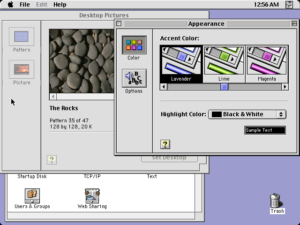 File Edit Help
12:56 AM
Desktop Pictures
Appearance
Pattern
Picture
Color
Options
Accent Color:
Lavender
Lime
Magenta
The Rocks
Pattern 35 of 47
128 by 128, 20 K
Highlight Color:
Black & White
Sample Text
Set Desktop
Startup Disk
TCP/IP
Text
Users & Groups
Web Sharing
Trash